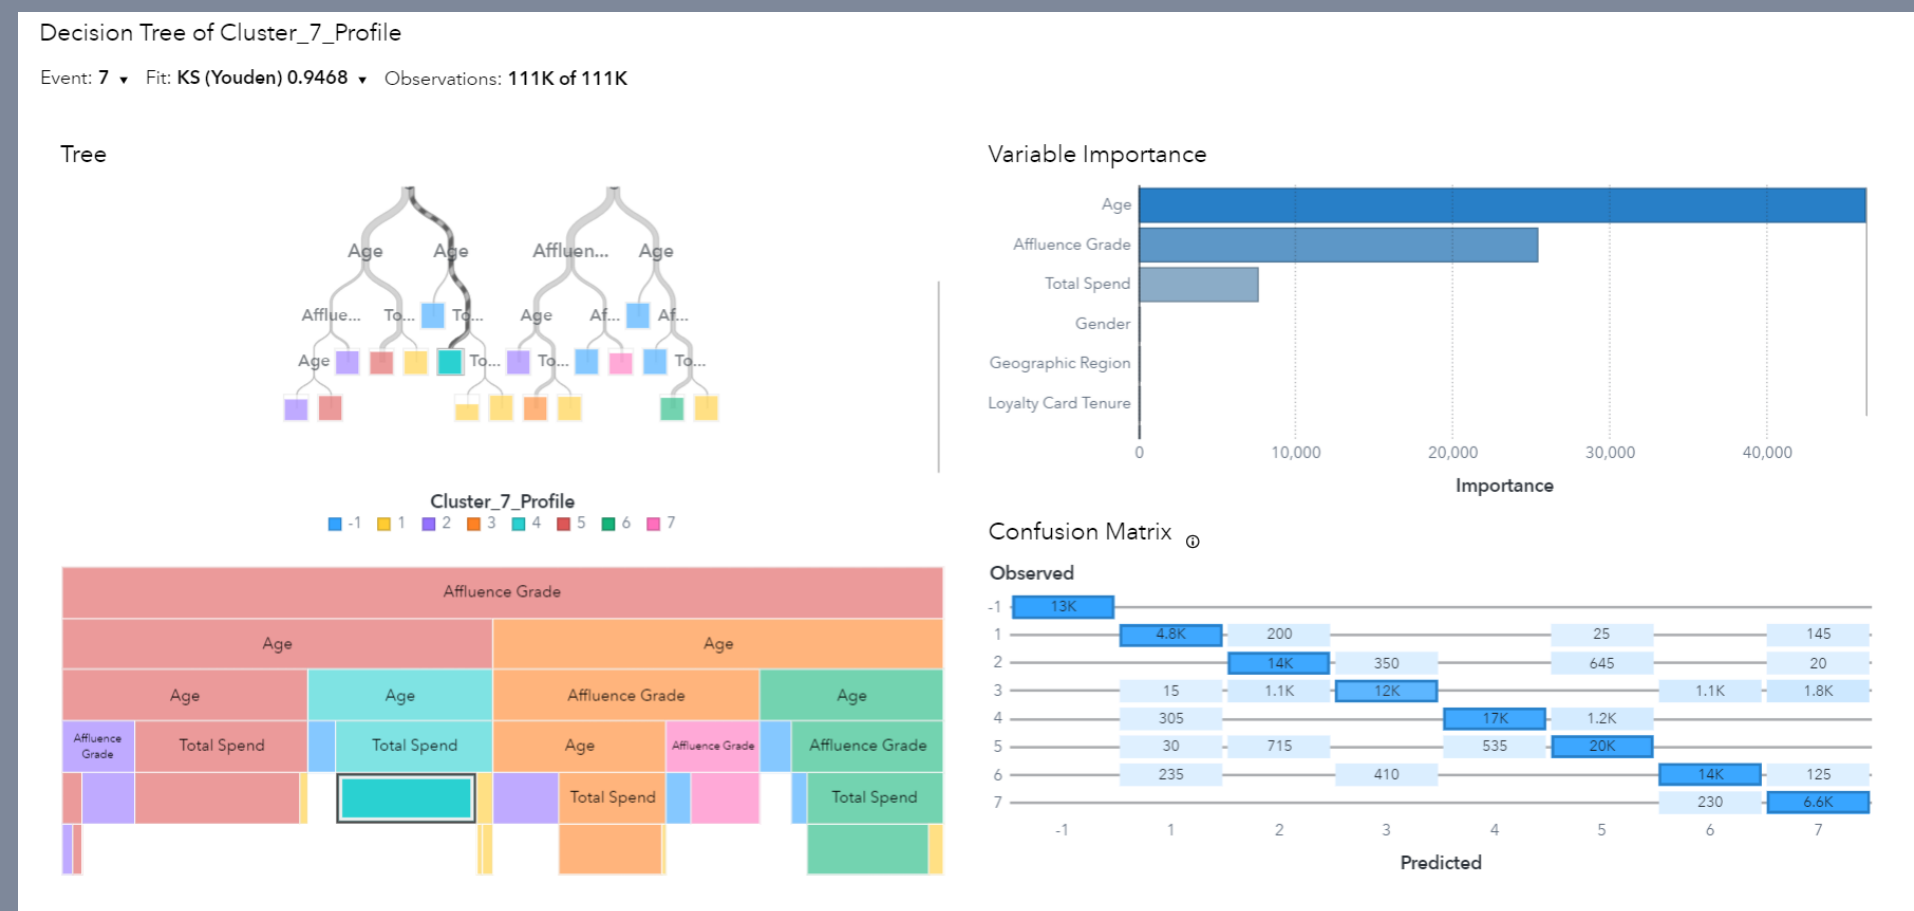 Decision Tree of Cluster_7_Profile
Event: 7 Fit: KS (Youden) 0.9468 Observations: 111K of 111K
Tree
Age Age Affluen... Age
Afflue... To... To... Age Af... Af...
Age To... To... To...
Cluster_7_Profile
-1 1 2 3 4 5 6 7
Affluence Grade
Age Age
Age Age Affluence Grade Age
Affluence Grade Total Spend Total Spend Age Affluence Grade Affluence Grade
Total Spend Total Spend
Variable Importance
Age
Affluence Grade
Total Spend
Gender
Geographic Region
Loyalty Card Tenure
0 10,000 20,000 30,000 40,000
Importance
Confusion Matrix
Observed
-1 13K
1 4.8K 200 25 145
2 14K 350 645 20
3 15 1.1K 12K 1.1K 1.8K
4 305 17K 1.2K
5 30 715 535 20K
6 235 410 14K 125
7 230 6.6K
-1 1 2 3 4 5 6 7
Predicted